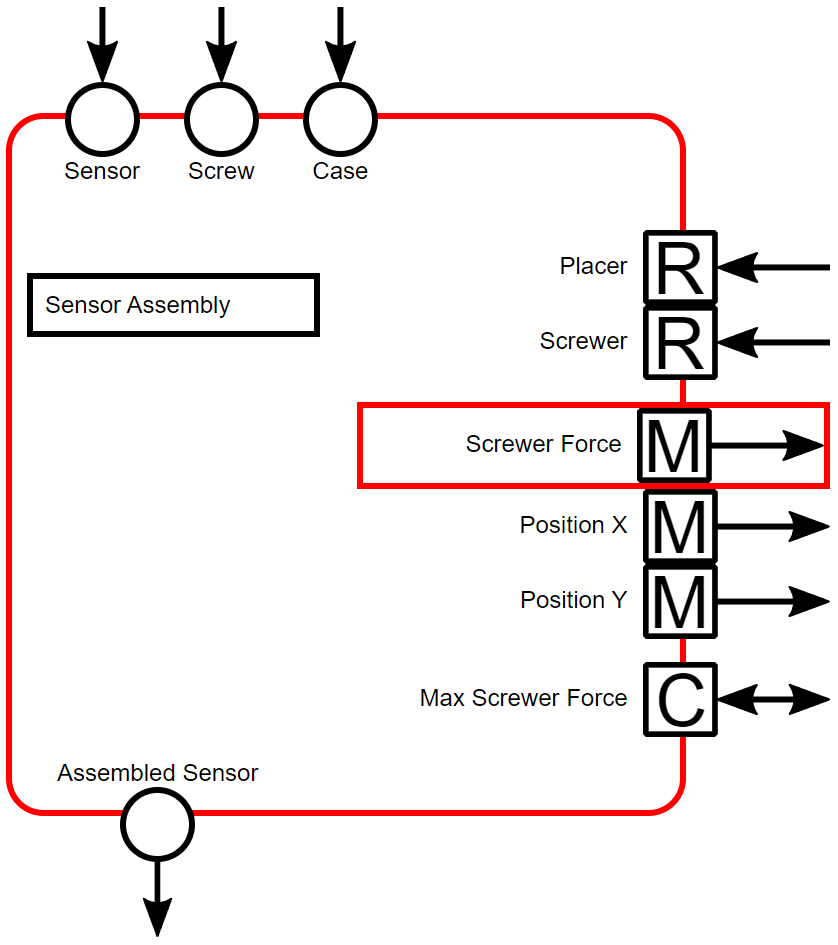 Sensor
Screw
Case
Placer
R
Sensor Assembly
Screwer
R
Screwer Force
M
Position X
M
Position Y
M
Max Screwer Force
C
Assembled Sensor